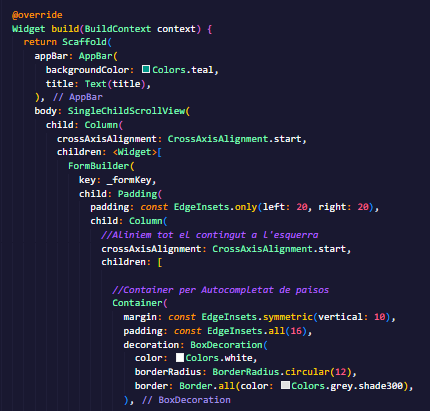 @override
Widget build(BuildContext context) {
return Scaffold(
appBar: AppBar(
backgroundColor: Colors.teal,
title: Text(title),
), // AppBar
body: SingleChildScrollView(
child: Column(
crossAxisAlignment: CrossAxisAlignment.start,
children: <Widget>[
FormBuilder(
key: _formKey,
child: Padding(
padding: const EdgeInsets.only(left: 20, right: 20),
child: Column(
//Aliniem tot el contingut a l'esquerra
crossAxisAlignment: CrossAxisAlignment.start,
children: [
//Container per Autocompletat de paisos
Container(
margin: const EdgeInsets.symmetric(vertical: 10),
padding: const EdgeInsets.all(16),
decoration: BoxDecoration(
color: Colors.white,
borderRadius: BorderRadius.circular(12),
border: Border.all(color: Colors.grey.shade300),
), // BoxDecoration